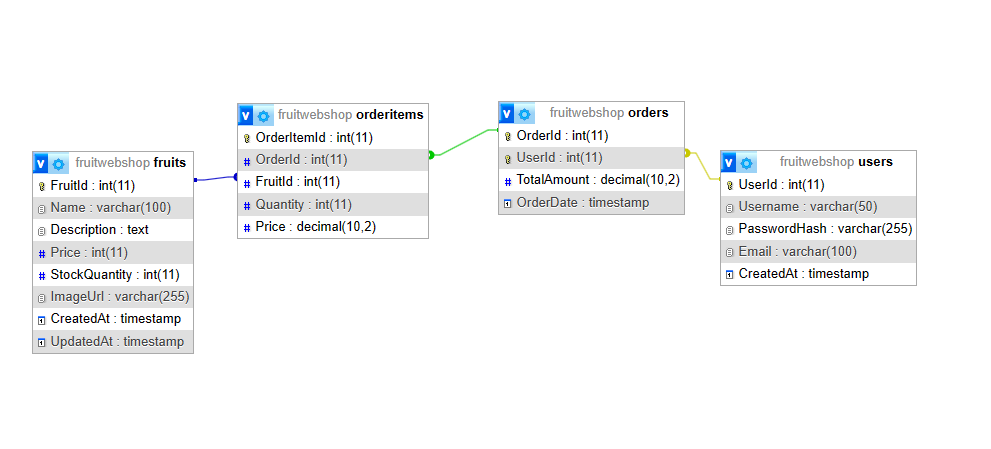 fruitwebshop fruits
FruitId : int(11)
Name : varchar(100)
Description : text
Price : int(11)
StockQuantity : int(11)
ImageUrl : varchar(255)
CreatedAt : timestamp
UpdatedAt : timestamp
fruitwebshop orderitems
OrderItemId : int(11)
OrderId : int(11)
FruitId : int(11)
Quantity : int(11)
Price : decimal(10,2)
fruitwebshop orders
OrderId : int(11)
UserId : int(11)
TotalAmount : decimal(10,2)
OrderDate : timestamp
fruitwebshop users
UserId : int(11)
Username : varchar(50)
PasswordHash : varchar(255)
Email : varchar(100)
CreatedAt : timestamp